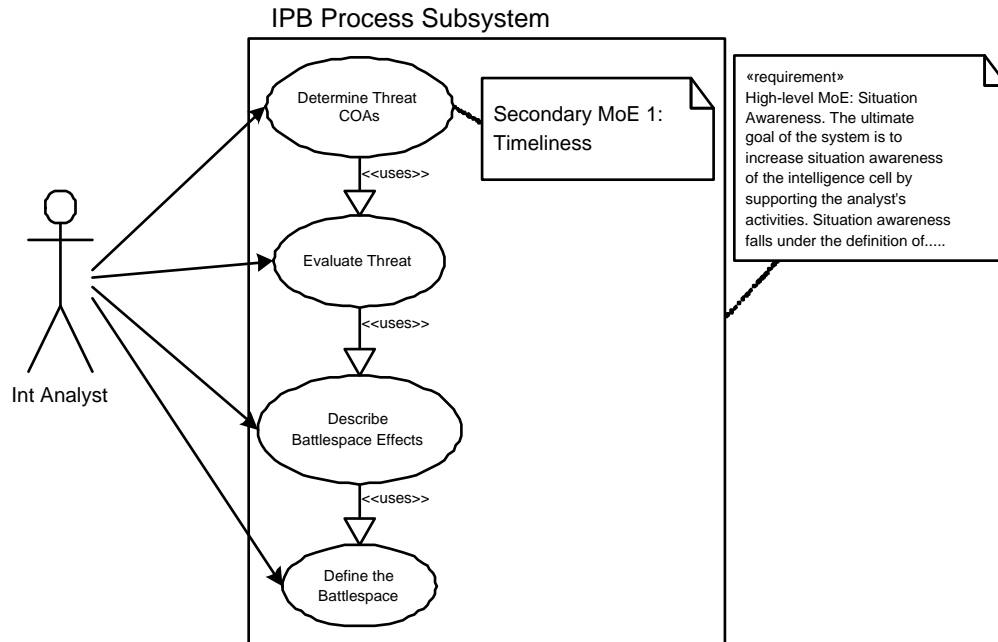 IPB Process Subsystem
Determine Threat
COAs
Secondary MoE 1:
Timeliness
«requirement»
High-level MoE: Situation
Awareness. The ultimate
goal of the system is to
increase situation awareness
of the intelligence cell by
supporting the analyst's
activities. Situation awareness
falls under the definition of.....
<<uses>>
Evaluate Threat
<<uses>>
Int Analyst
Describe
Battlespace Effects
<<uses>>
Define the
Battlespace